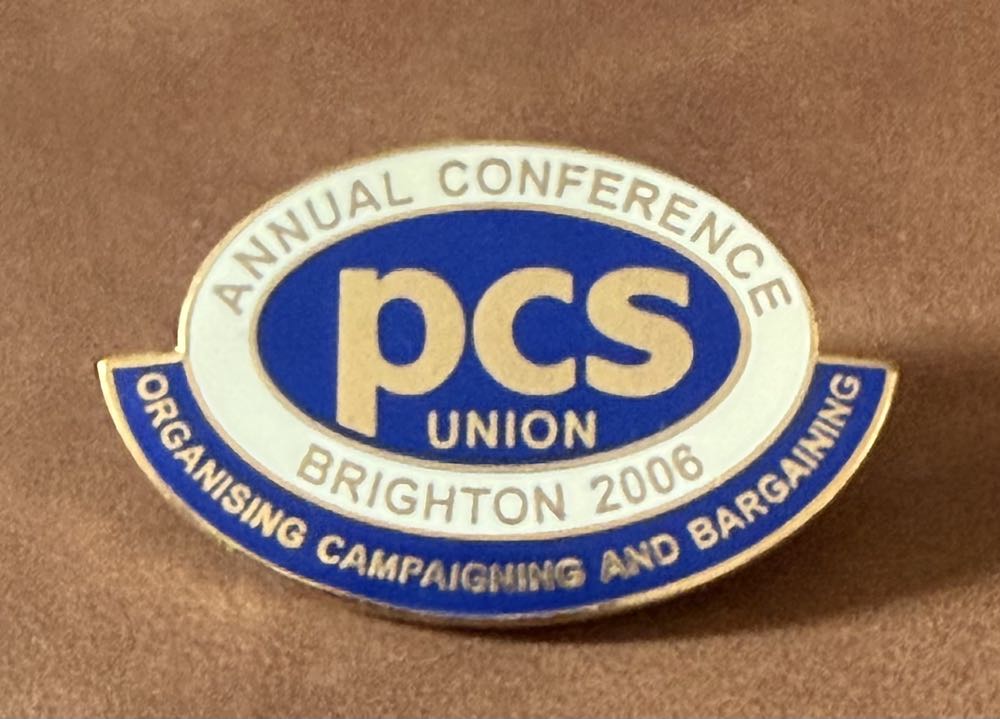 ANNUAL CONFERENCE
pcs
UNION
BRIGHTON 2006
ORGANISING CAMPAIGNING AND BARGAINING